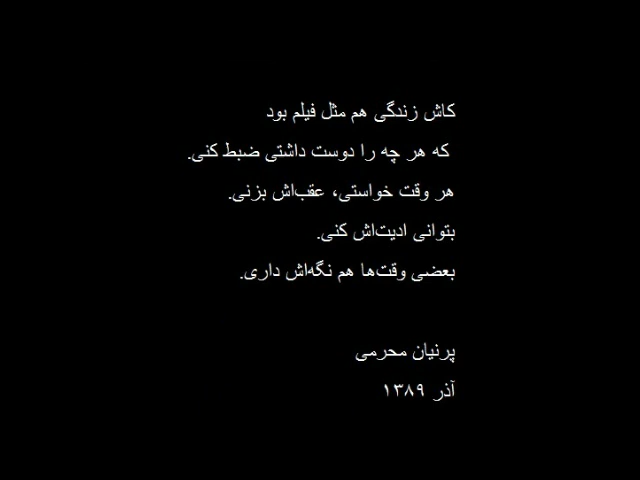 کاش زندگی هم مثل فیلم بود
که هر چه را دوست داشتی ضبط کنی.
هر وقت خواستی، عقب‌اش بزنی.
بتوانی ادیت‌اش کنی.
بعضی وقت‌ها هم نگه‌اش داری.
پرنیان محرمی
آذر ۱۳۸۹